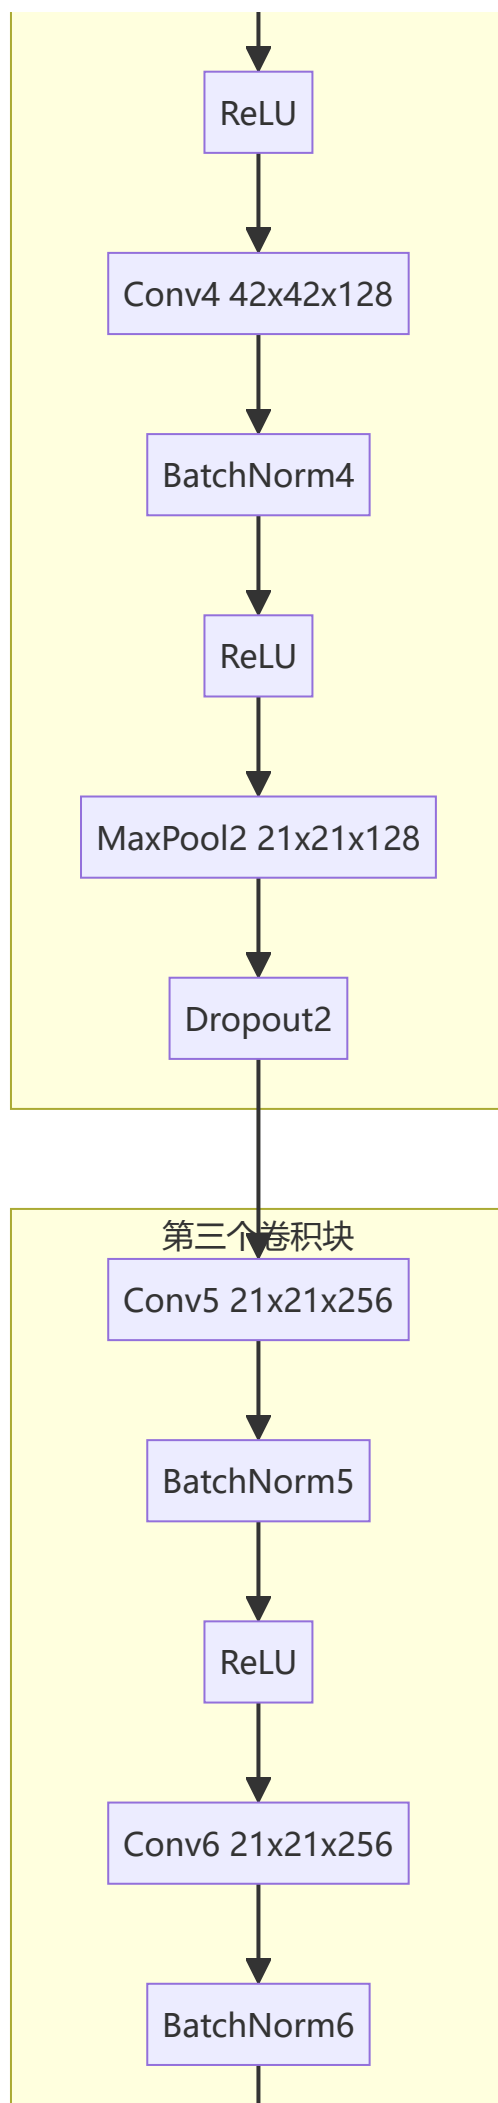 ReLU
Conv4 42x42x128
BatchNorm4
ReLU
MaxPool2 21x21x128
Dropout2
第三个卷积块
Conv5 21x21x256
BatchNorm5
ReLU
Conv6 21x21x256
BatchNorm6